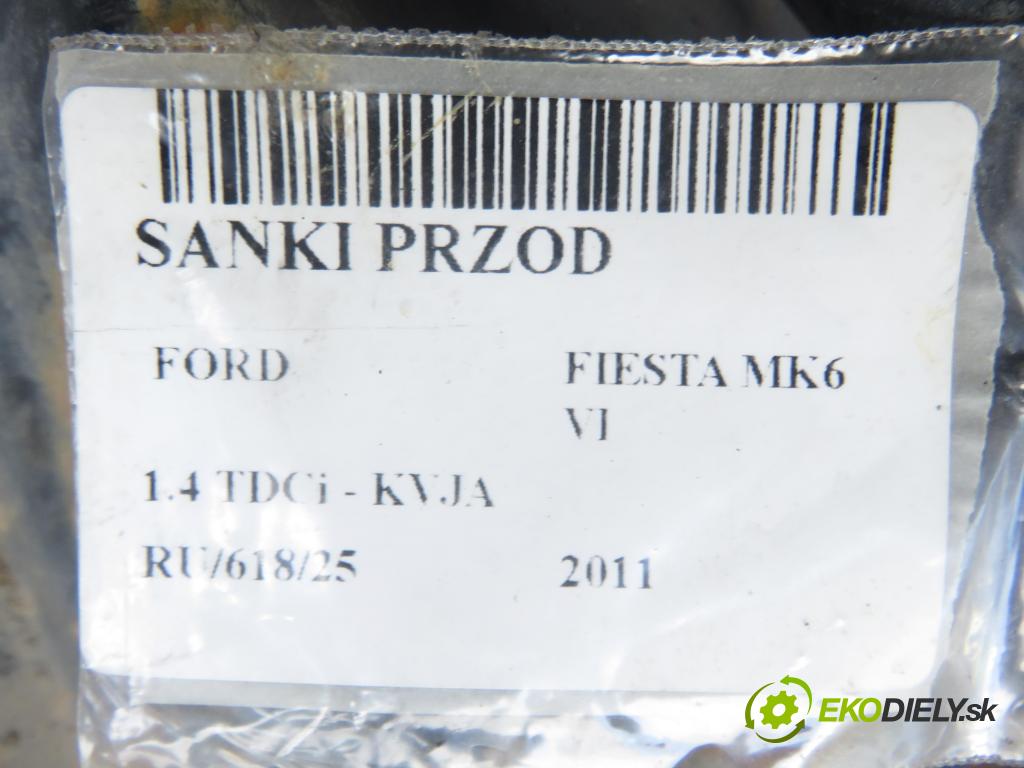 SANKI PRZOD
FORD
FIESTA MK6
VI
1.4 TDCi - KVJA
RU/618/25
2011
EKODIELY.sk